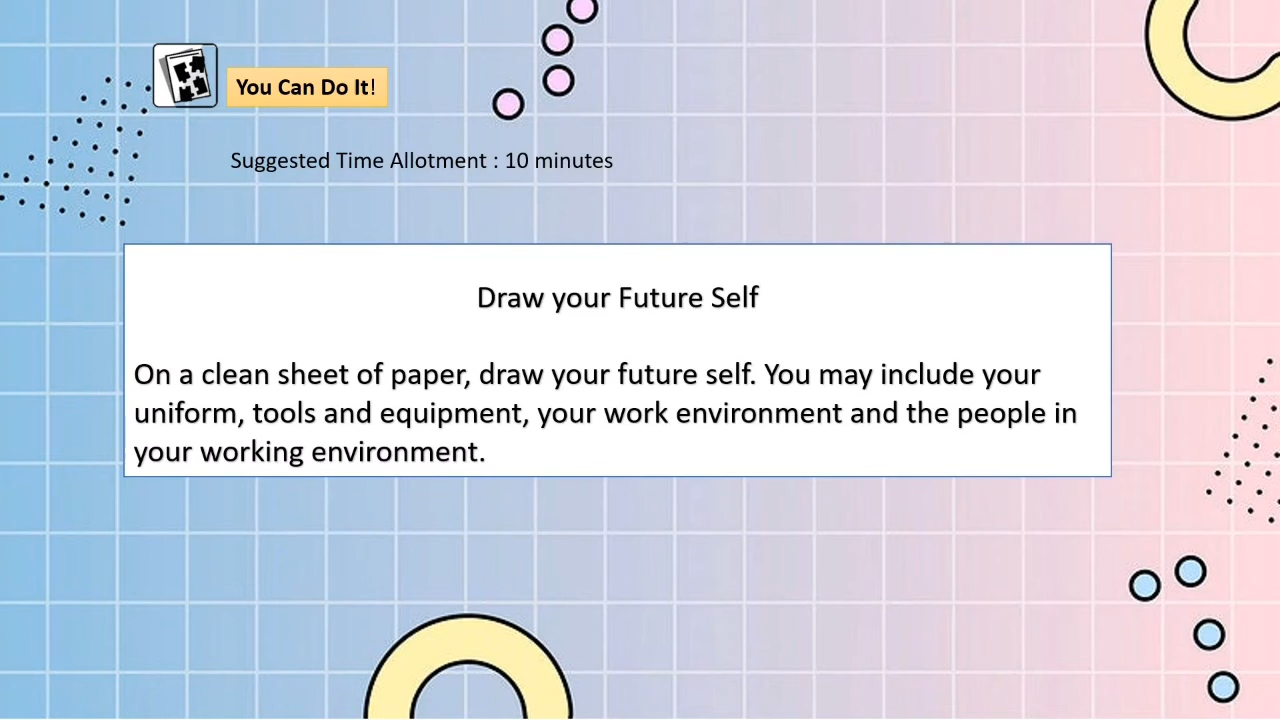 You Can Do It!
Suggested Time Allotment : 10 minutes
Draw your Future Self
On a clean sheet of paper, draw your future self. You may include your
uniform, tools and equipment, your work environment and the people in
your working environment.